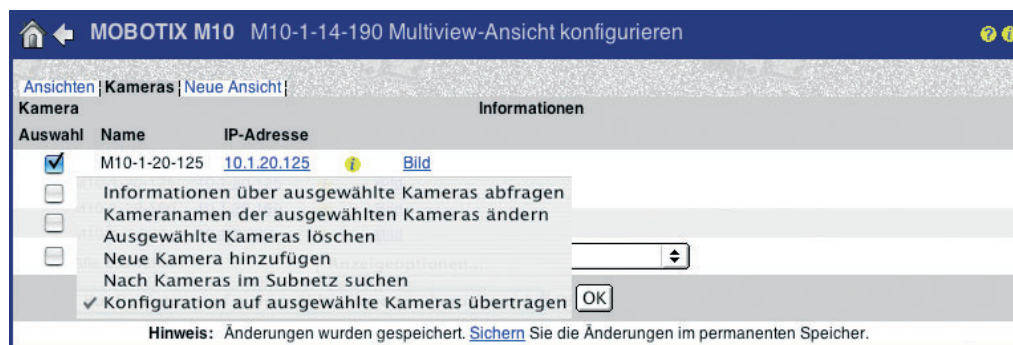 MOBOTIX M10 M10-1-14-190 Multiview-Ansicht konfigurieren
Ansichten Kameras Neue Ansicht
Kamera Informationen
Auswahl Name IP-Adresse
M10-1-20-125 10.1.20.125 i Bild
Informationen über ausgewählte Kameras abfragen
Kameranamen der ausgewählten Kameras ändern
Ausgewählte Kameras löschen
Neue Kamera hinzufügen
Nach Kameras im Subnetz suchen
Konfiguration auf ausgewählte Kameras übertragen OK
Hinweis: Änderungen wurden gespeichert. Sichern Sie die Änderungen im permanenten Speicher.